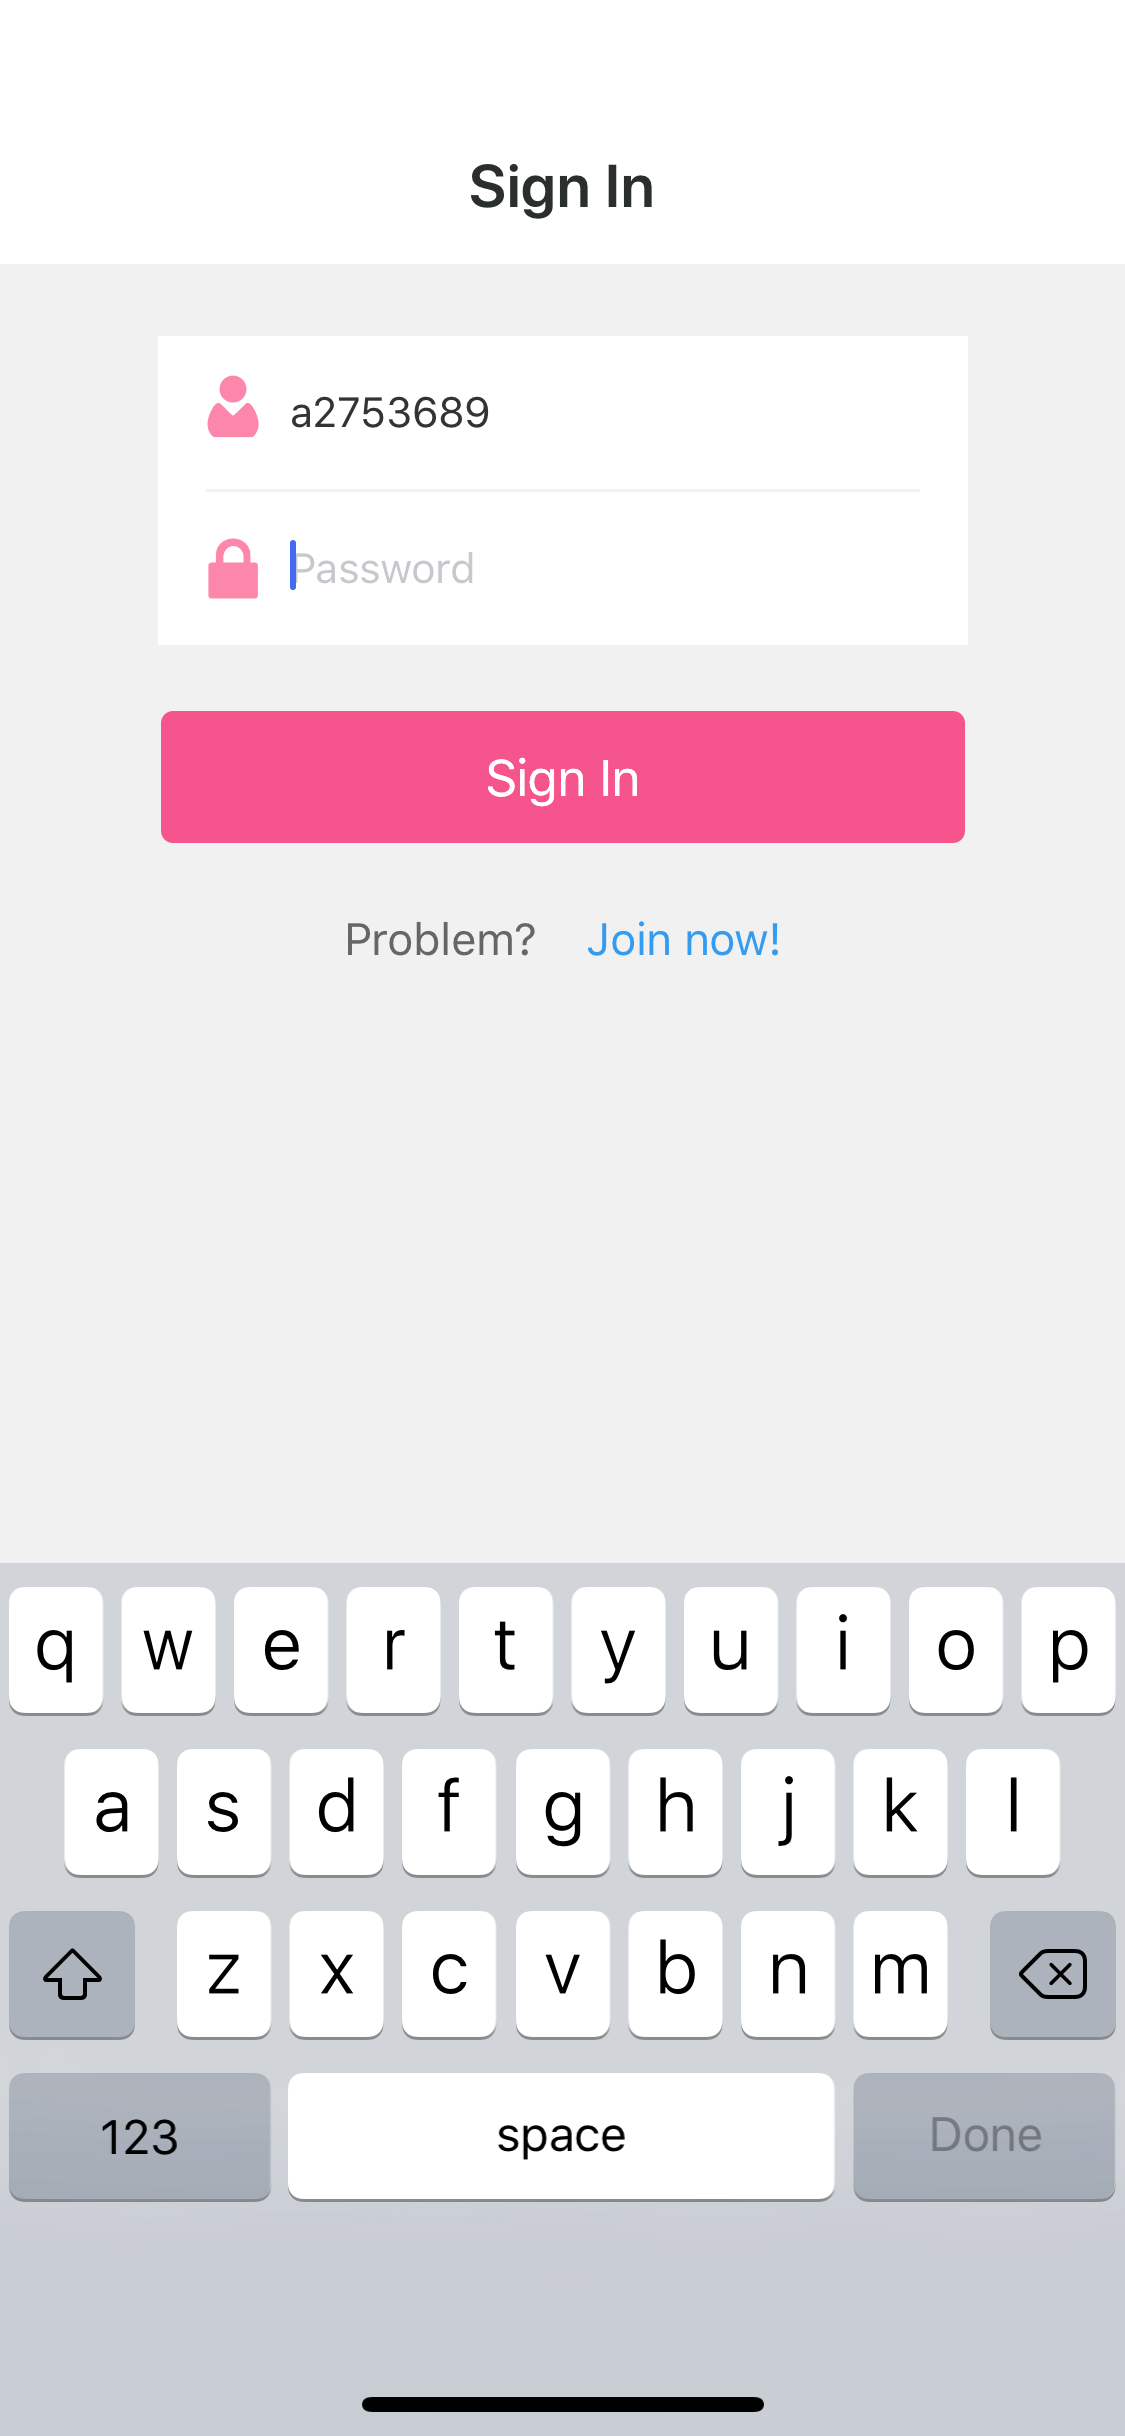 Sign In
a2753689
Password
Sign In
Problem? Join now!
q w e r t y u i o p
a s d f g h j k l
z x c v b n m
123 space Done